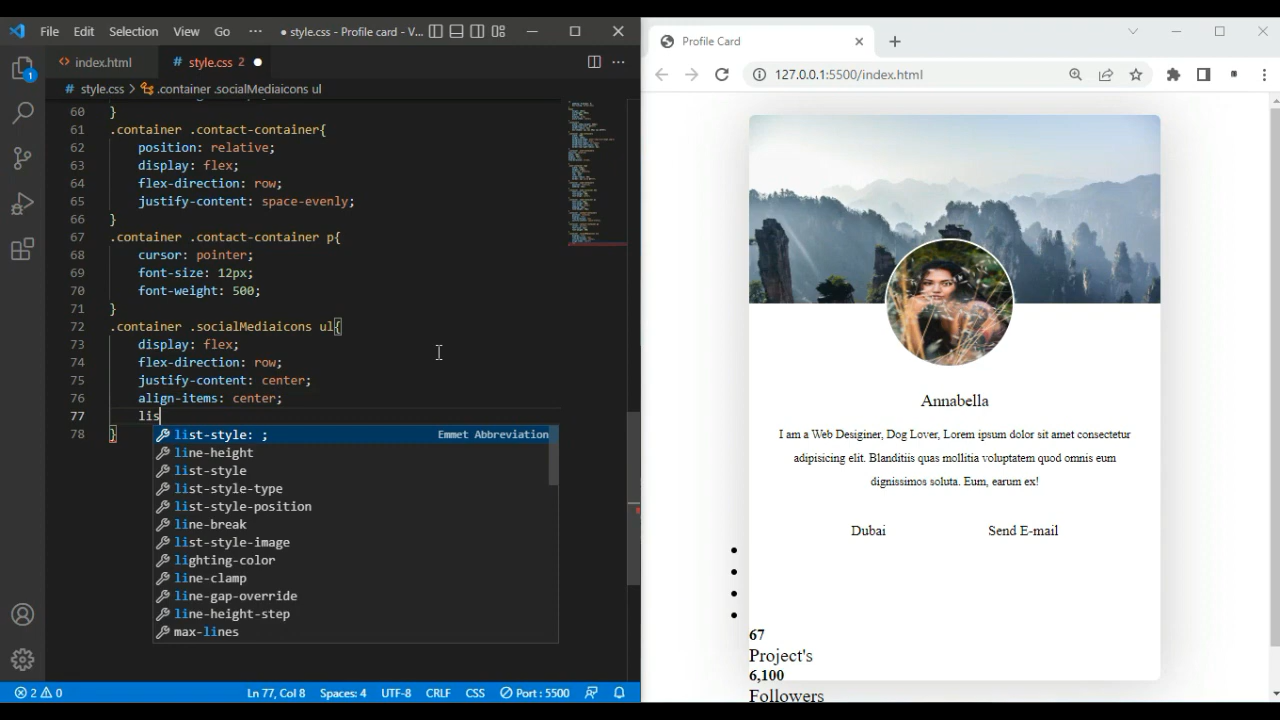 File Edit Selection View Go ··· ● style.css - Profile card - V...
index.html
style.css 2 ●
# style.css > .container .socialMediaicons ul
60 }
61 .container .contact-container{
62 position: relative;
63 display: flex;
64 flex-direction: row;
65 justify-content: space-evenly;
66 }
67 .container .contact-container p{
68 cursor: pointer;
69 font-size: 12px;
70 font-weight: 500;
71 }
72 .container .socialMediaicons ul{
73 display: flex;
74 flex-direction: row;
75 justify-content: center;
76 align-items: center;
77 lis
78 }
list-style: ; Emmet Abbreviation
line-height
list-style
list-style-type
list-style-position
line-break
list-style-image
lighting-color
line-clamp
line-gap-override
line-height-step
max-lines
1
2 0 Ln 77, Col 8 Spaces: 4 UTF-8 CRLF CSS Port : 5500
Profile Card
127.0.0.1:5500/index.html
Annabella
I am a Web Desiginer, Dog Lover, Lorem ipsum dolor sit amet consectetur
adipisicing elit. Blanditiis quas mollitia voluptatem quod omnis eum
dignissimos soluta. Eum, earum ex!
Dubai Send E-mail
67
Project's
6,100
Followers